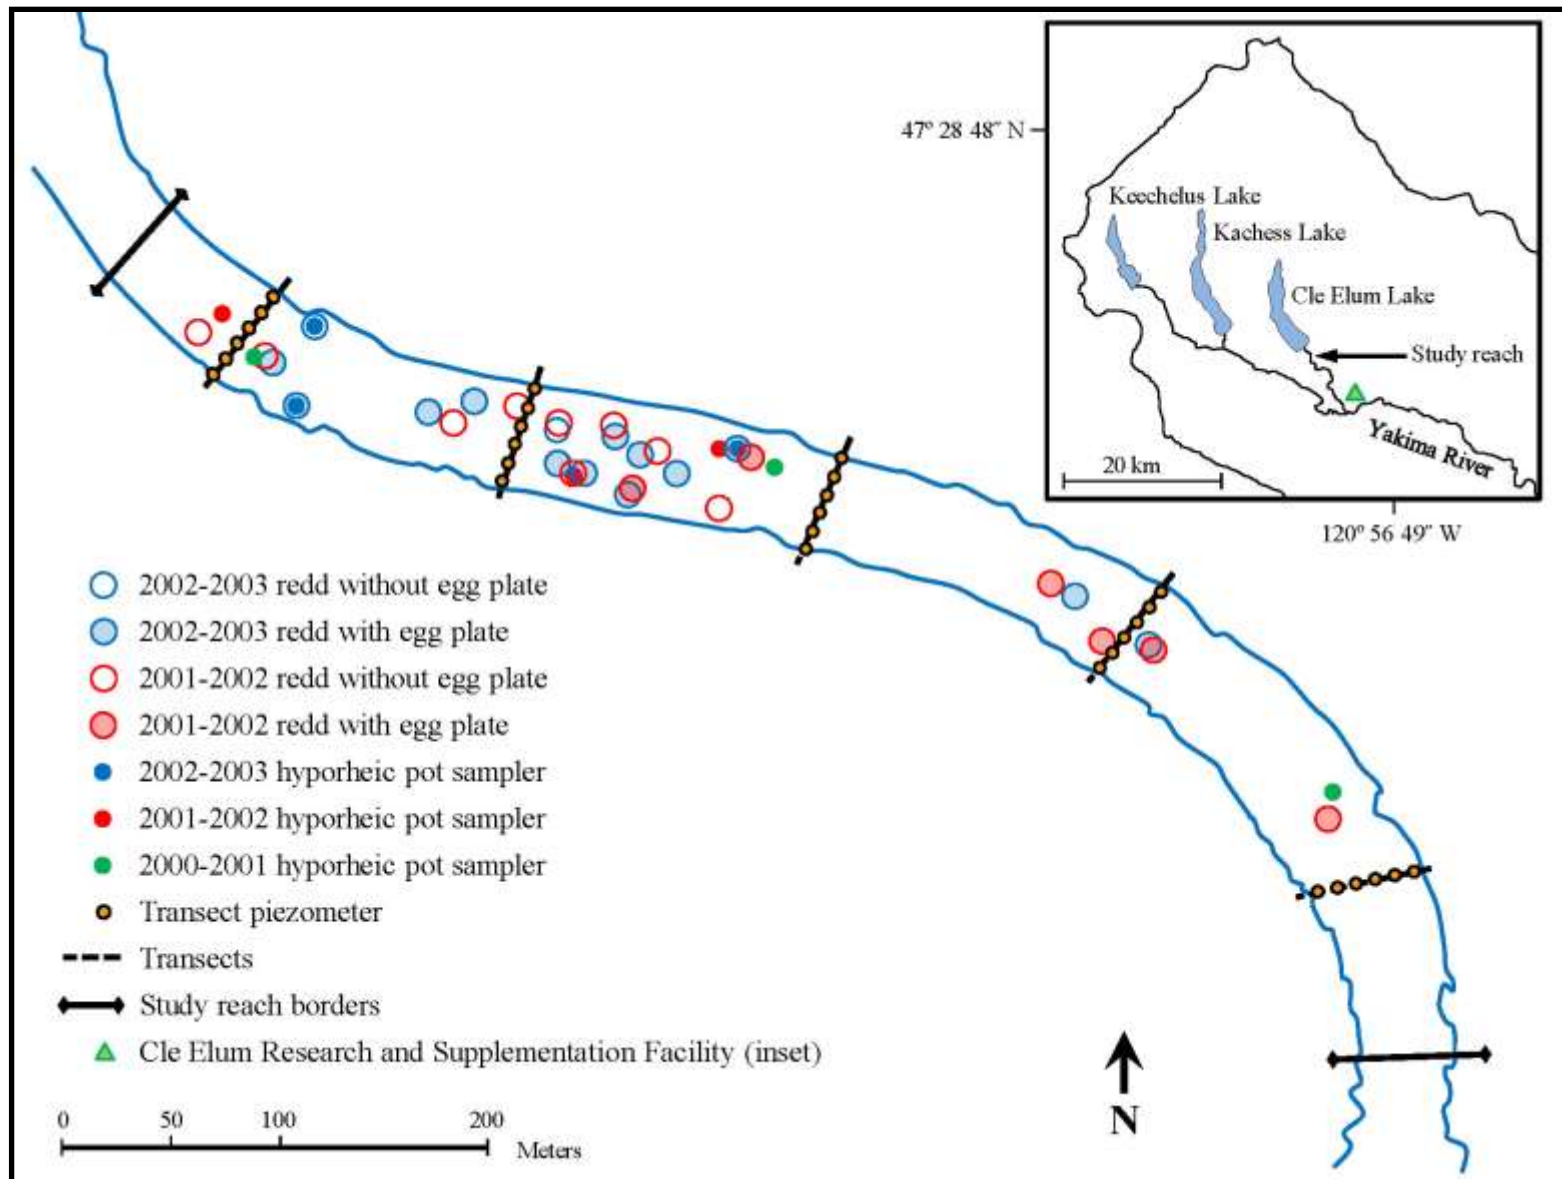 47° 28 48″ N
Keechelus Lake
Kachess Lake
Cle Elum Lake
Study reach
Yakima River
20 km
120° 56 49″ W
2002-2003 redd without egg plate
2002-2003 redd with egg plate
2001-2002 redd without egg plate
2001-2002 redd with egg plate
2002-2003 hyporheic pot sampler
2001-2002 hyporheic pot sampler
2000-2001 hyporheic pot sampler
Transect piezometer
Transects
Study reach borders
Cle Elum Research and Supplementation Facility (inset)
0 50 100 200
Meters
N